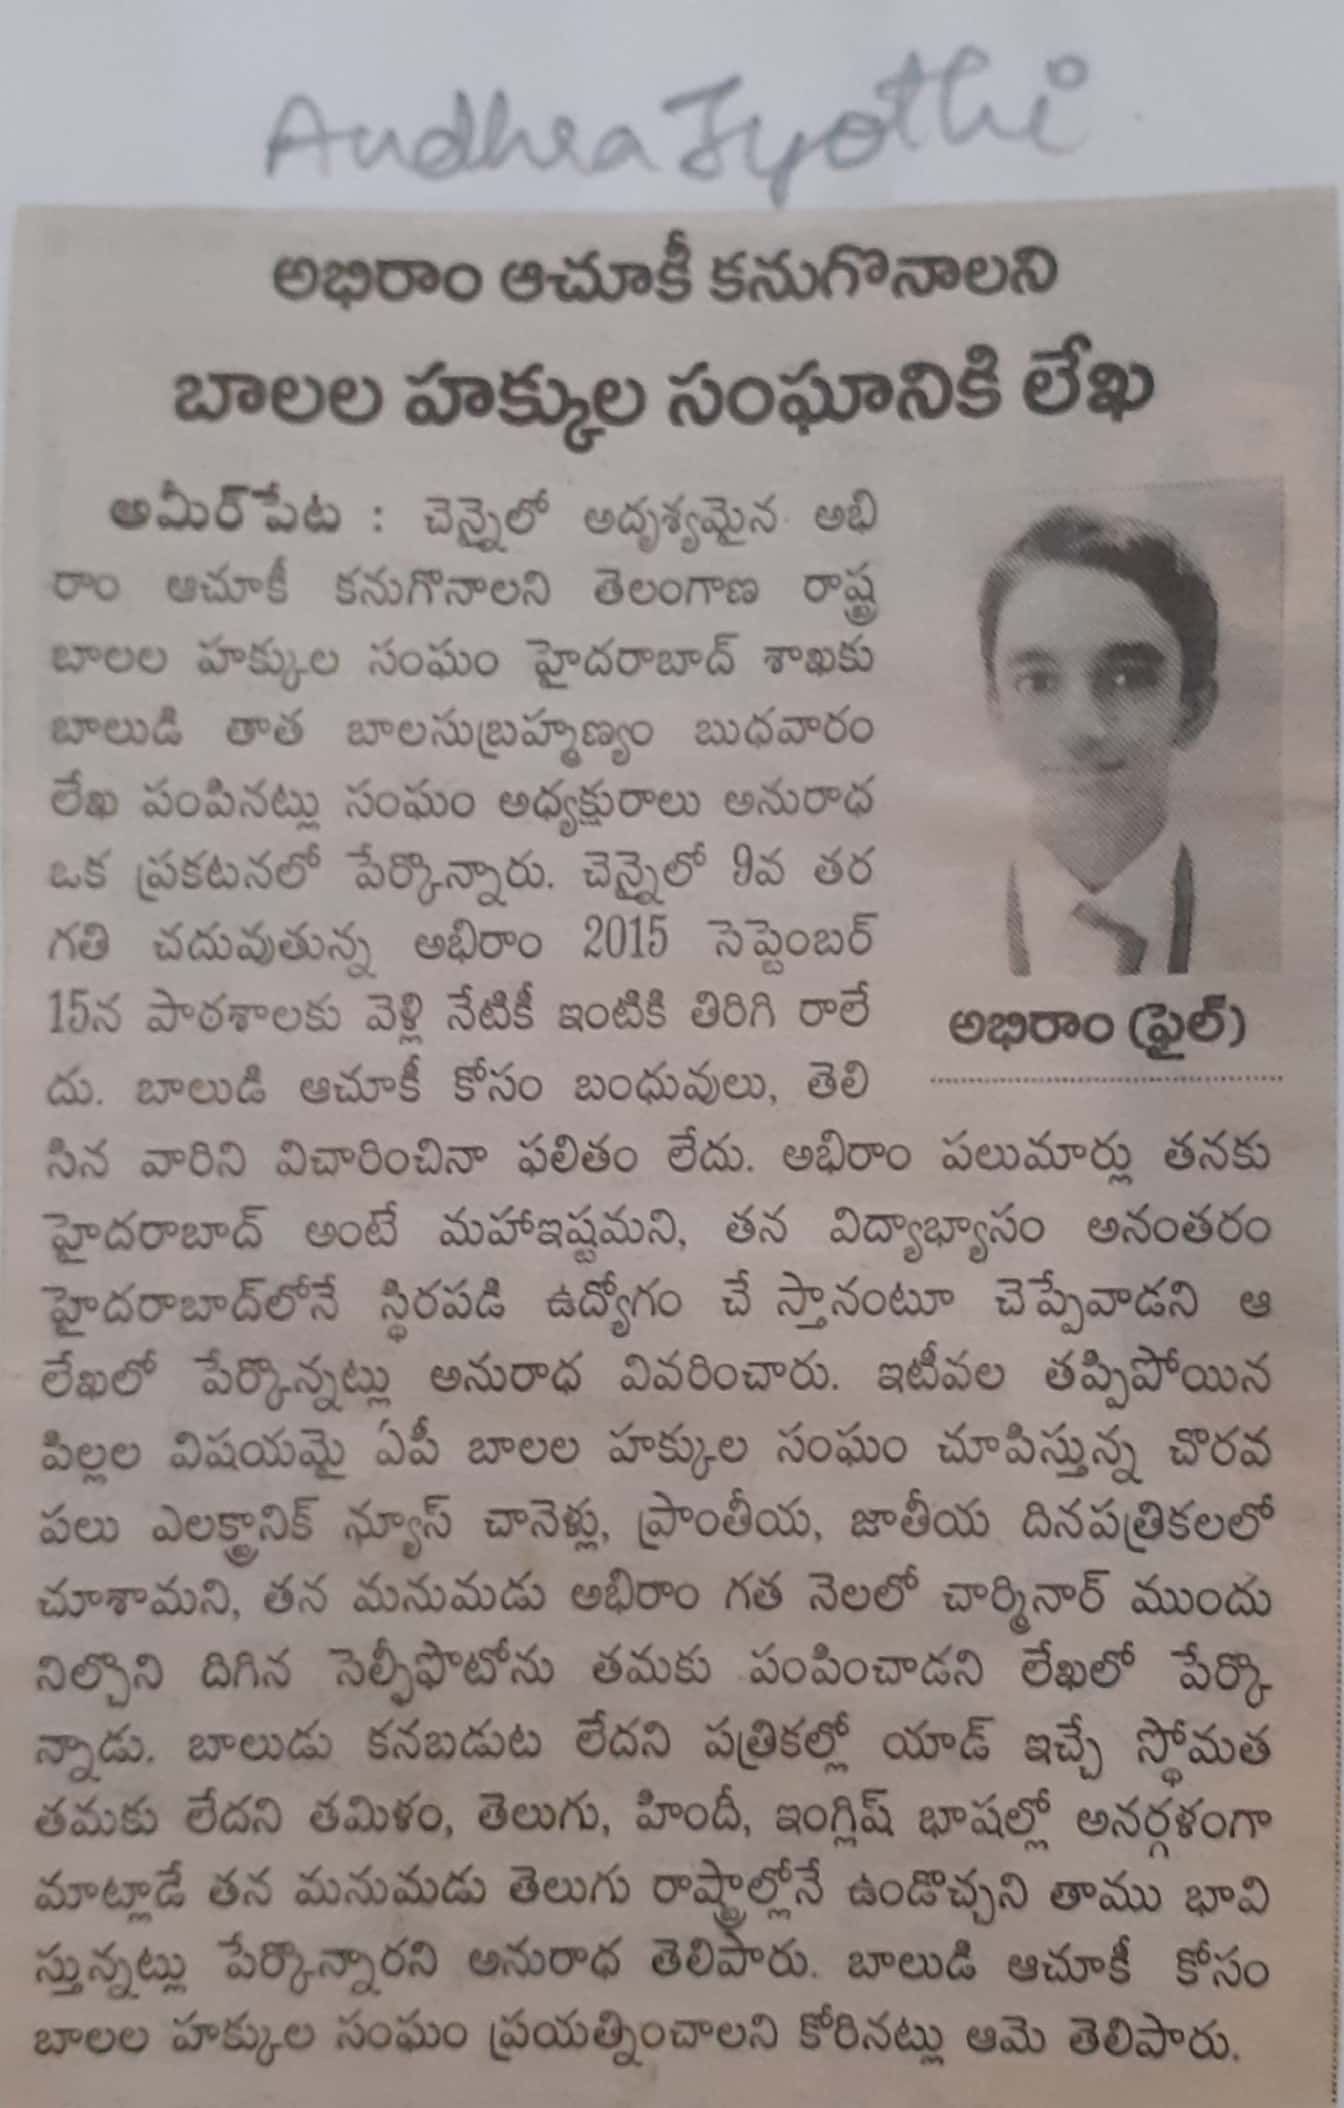 Andhra Jyothi
అభిరాం ఆచూకీ కనుగొనాలని
బాలల హక్కుల సంఘానికి లేఖ
అమీర్‌పేట : చెన్నైలో అదృశ్యమైన అభి
రాం ఆచూకీ కనుగొనాలని తెలంగాణ రాష్ట్ర
బాలల హక్కుల సంఘం హైదరాబాద్ శాఖకు
బాలుడి తాత బాలసుబ్రహ్మణ్యం బుధవారం
లేఖ పంపినట్లు సంఘం అధ్యక్షురాలు అనురాధ
ఒక ప్రకటనలో పేర్కొన్నారు. చెన్నైలో 9వ తర
గతి చదువుతున్న అభిరాం 2015 సెప్టెంబర్
15న పాఠశాలకు వెళ్లి నేటికీ ఇంటికి తిరిగి రాలే
దు. బాలుడి ఆచూకీ కోసం బంధువులు, తెలి
అభిరాం (ఫైల్)
సిన వారిని విచారించినా ఫలితం లేదు. అభిరాం పలుమార్లు తనకు
హైదరాబాద్ అంటే మహాఇష్టమని, తన విద్యాభ్యాసం అనంతరం
హైదరాబాద్‌లోనే స్థిరపడి ఉద్యోగం చే స్తానంటూ చెప్పేవాడని ఆ
లేఖలో పేర్కొన్నట్లు అనురాధ వివరించారు. ఇటీవల తప్పిపోయిన
పిల్లల విషయమై ఏపీ బాలల హక్కుల సంఘం చూపిస్తున్న చొరవ
పలు ఎలక్ట్రానిక్ న్యూస్ చానెళ్లు, ప్రాంతీయ, జాతీయ దినపత్రికలలో
చూశామని, తన మనుమడు అభిరాం గత నెలలో చార్మినార్ ముందు
నిల్చొని దిగిన సెల్ఫీఫొటోను తమకు పంపించాడని లేఖలో పేర్కొ
న్నాడు. బాలుడు కనబడుట లేదని పత్రికల్లో యాడ్ ఇచ్చే స్థోమత
తమకు లేదని తమిళం, తెలుగు, హిందీ, ఇంగ్లిష్ భాషల్లో అనర్గళంగా
మాట్లాడే తన మనుమడు తెలుగు రాష్ట్రాల్లోనే ఉండొచ్చని తాము భావి
స్తున్నట్లు పేర్కొన్నారని అనురాధ తెలిపారు. బాలుడి ఆచూకీ కోసం
బాలల హక్కుల సంఘం ప్రయత్నించాలని కోరినట్లు ఆమె తెలిపారు.